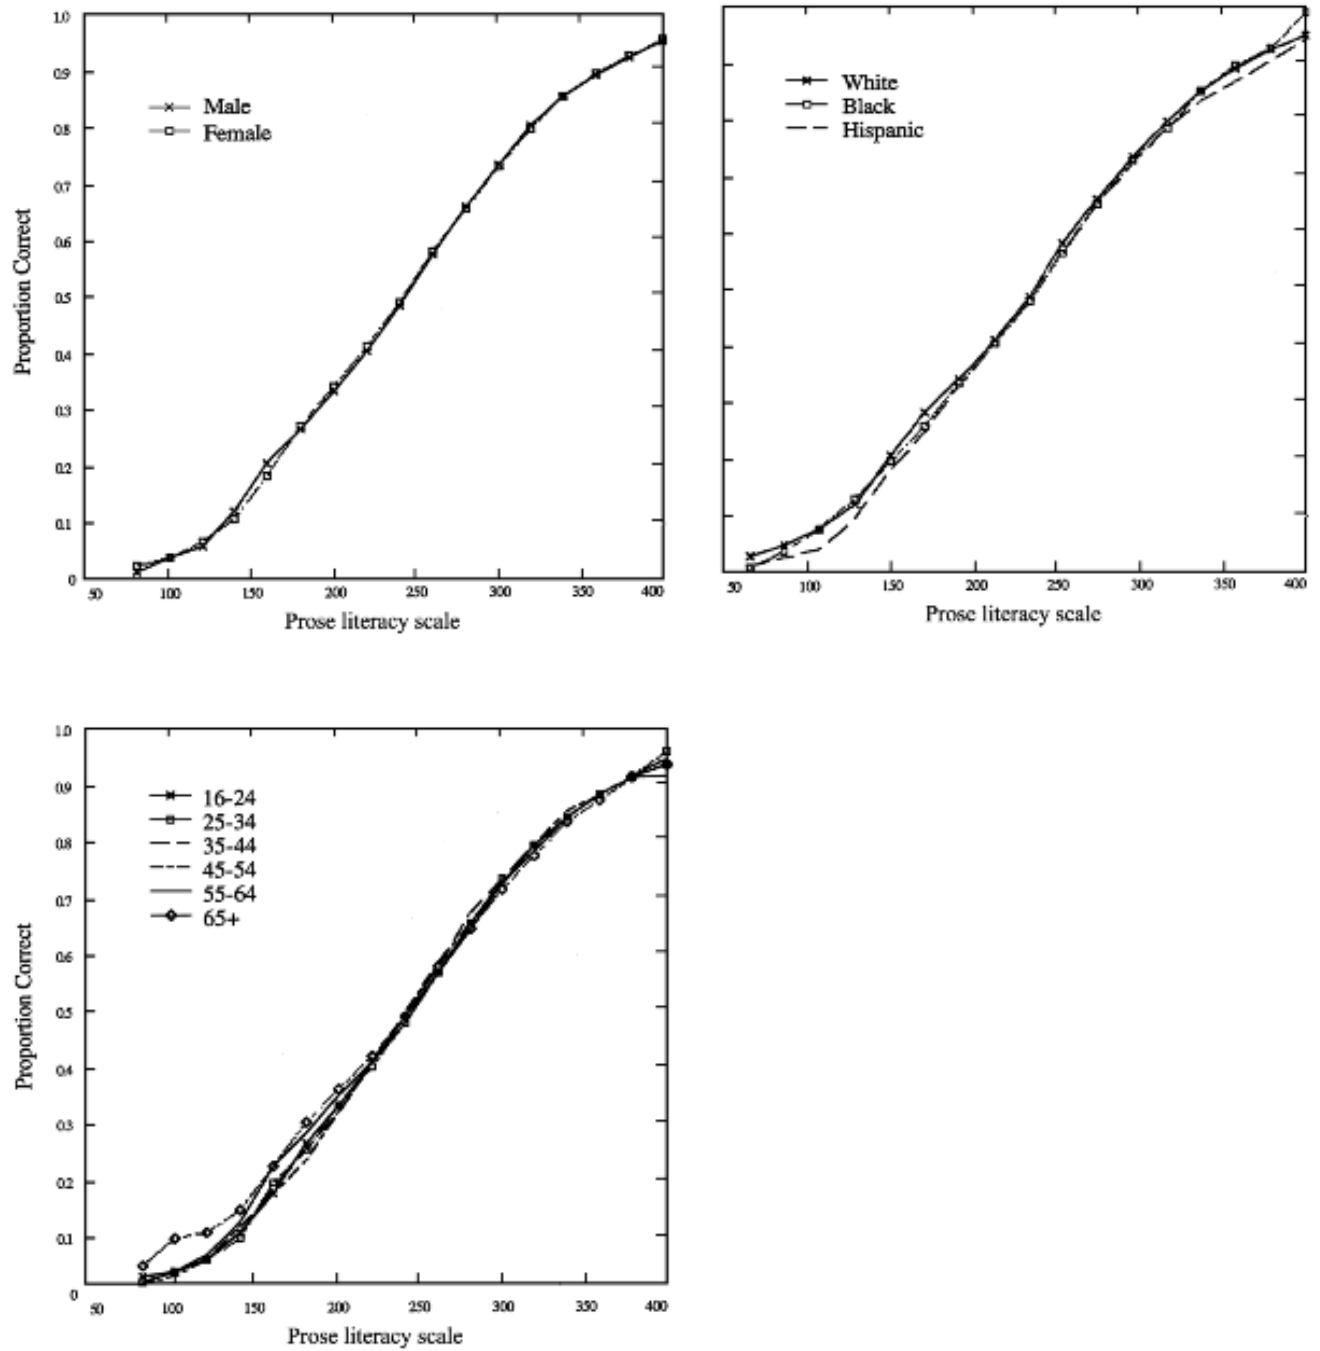 1.0
0.9
0.8
0.7
0.6
0.5
0.4
0.3
0.2
0.1
0
Proportion Correct
Male
Female
50 100 150 200 250 300 350 400
Prose literacy scale
White
Black
Hispanic
50 100 150 200 250 300 350 400
Prose literacy scale
1.0
0.9
0.8
0.7
0.6
0.5
0.4
0.3
0.2
0.1
0
Proportion Correct
16-24
25-34
35-44
45-54
55-64
65+
50 100 150 200 250 300 350 400
Prose literacy scale